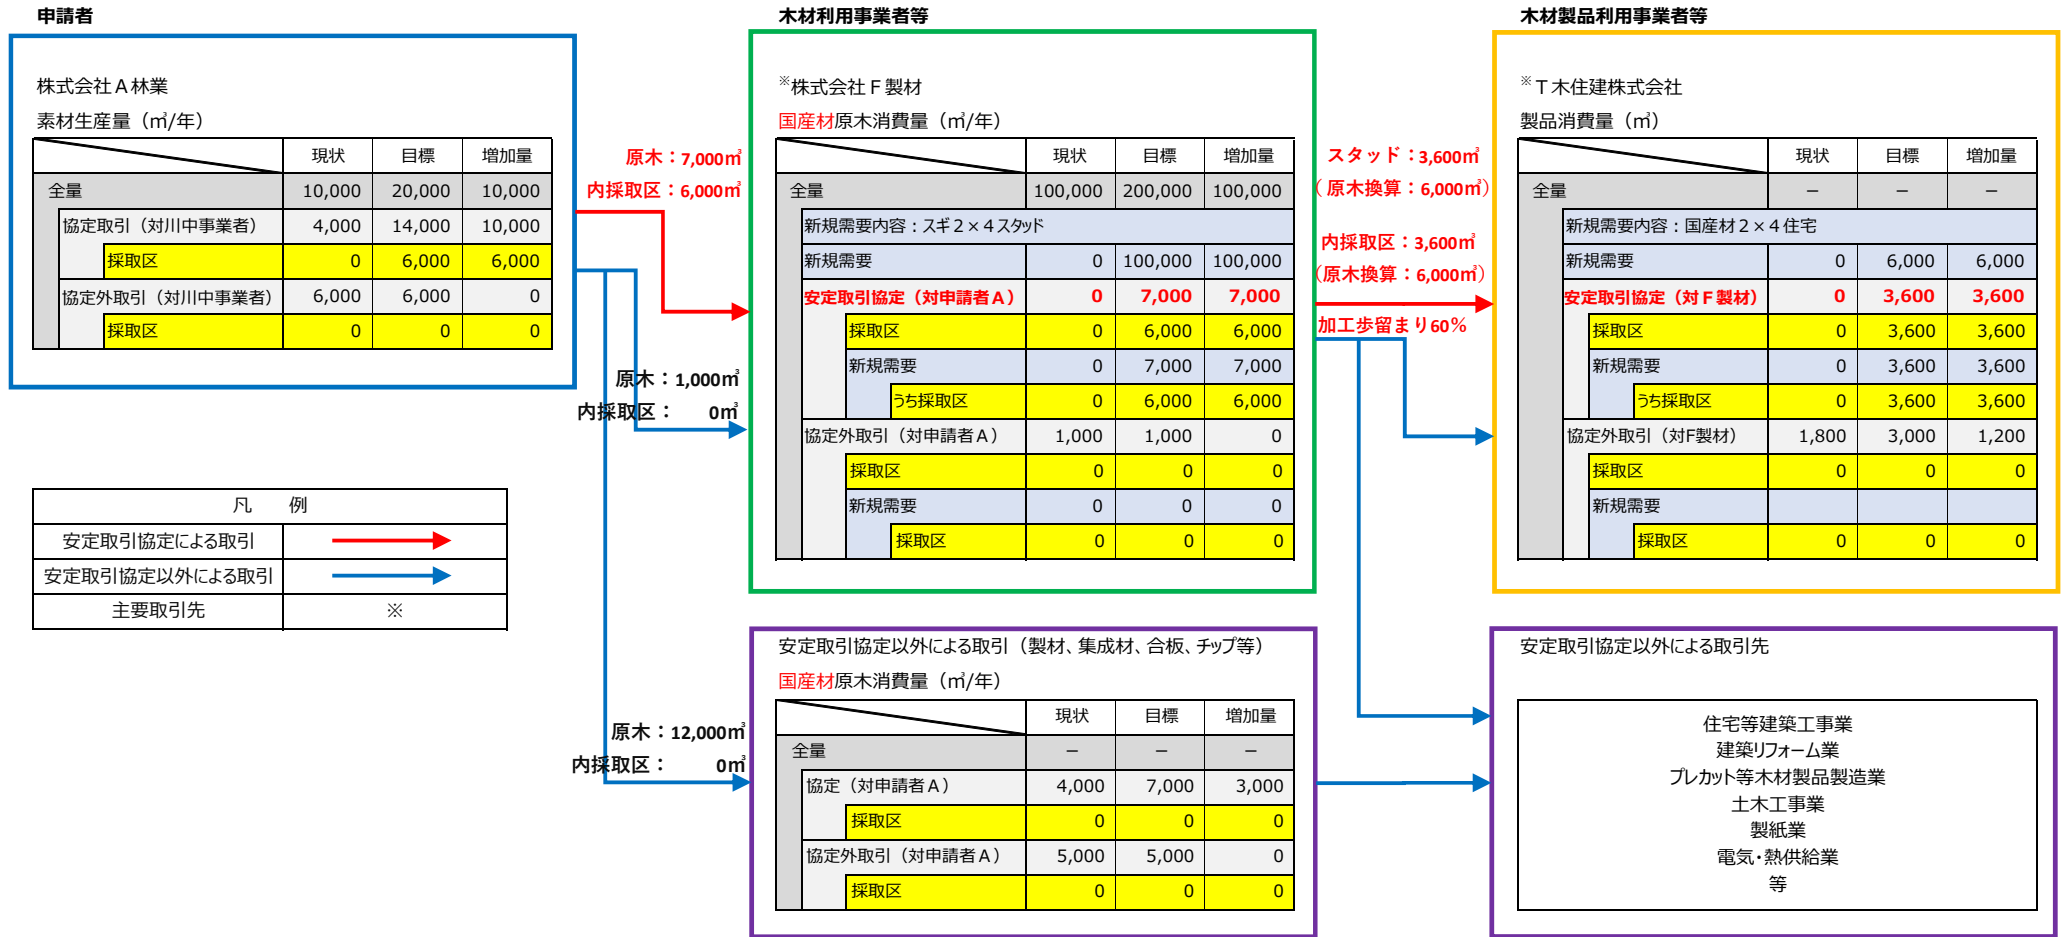 申請者
株式会社Ａ林業
素材生産量（㎥/年）
現状 目標 増加量
全量 10,000 20,000 10,000
協定取引（対川中事業者） 4,000 14,000 10,000
採取区 0 6,000 6,000
協定外取引（対川中事業者） 6,000 6,000 0
採取区 0 0 0
凡　例
安定取引協定による取引
安定取引協定以外による取引
主要取引先 ※
原木：7,000㎥
内採取区：6,000㎥
原木：1,000㎥
内採取区： 0㎥
原木：12,000㎥
内採取区： 0㎥
木材利用事業者等
※株式会社Ｆ製材
国産材原木消費量（㎥/年）
現状 目標 増加量
全量 100,000 200,000 100,000
新規需要内容：スギ２×４スタッド
新規需要 0 100,000 100,000
安定取引協定（対申請者Ａ） 0 7,000 7,000
採取区 0 6,000 6,000
新規需要 0 7,000 7,000
うち採取区 0 6,000 6,000
協定外取引（対申請者Ａ） 1,000 1,000 0
採取区 0 0 0
新規需要 0 0 0
採取区 0 0 0
安定取引協定以外による取引（製材、集成材、合板、チップ等）
国産材原木消費量（㎥/年）
現状 目標 増加量
全量 － － －
協定（対申請者Ａ） 4,000 7,000 3,000
採取区 0 0 0
協定外取引（対申請者Ａ） 5,000 5,000 0
採取区 0 0 0
スタッド：3,600㎥
（原木換算：6,000㎥）
内採取区：3,600㎥
（原木換算：6,000㎥）
加工歩留まり60％
木材製品利用事業者等
※Ｔ木住建株式会社
製品消費量（㎥）
現状 目標 増加量
全量 － － －
新規需要内容：国産材２×４住宅
新規需要 0 6,000 6,000
安定取引協定（対Ｆ製材） 0 3,600 3,600
採取区 0 3,600 3,600
新規需要 0 3,600 3,600
うち採取区 0 3,600 3,600
協定外取引（対F製材） 1,800 3,000 1,200
採取区 0 0 0
新規需要
採取区 0 0 0
安定取引協定以外による取引先
住宅等建築工事業
建築リフォーム業
プレカット等木材製品製造業
土木工事業
製紙業
電気・熱供給業
等